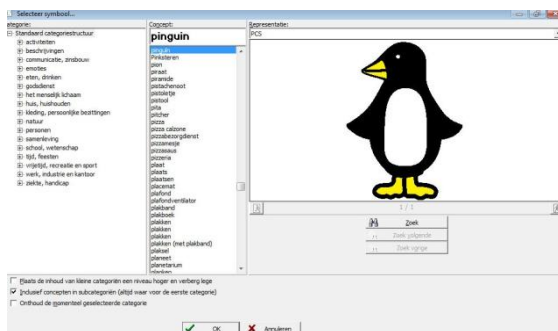 Selecteer symbool...
ategorie:
Standaard categoriestructuur
activiteiten
beschrijvingen
communicatie, zinsbouw
emoties
eten, drinken
godsdienst
het menselijk lichaam
huis, huishouden
kleding, persoonlijke bezittingen
natuur
personen
samenleving
school, wetenschap
tijd, feesten
vrijetijd, recreatie en sport
werk, industrie en kantoor
ziekte, handicap
Concept:
pinguin
pinguin
Pinksteren
pion
piraat
piramide
pistachenoot
pistoletje
pistool
pita
pitcher
pizza
pizza calzone
pizzabezorgdienst
pizzamesje
pizzasaus
pizzeria
plaat
plaats
plaatsen
placemat
plafond
plafondventilator
plakband
plakboek
plakken
plakken
plakken
plakken (met plakband)
plaksel
planeet
planetarium
planken
Representatie:
PCS
1 / 1
Zoek
Zoek volgende
Zoek vorige
Plaats de inhoud van kleine categoriën een niveau hoger en verberg lege
Inclusief concepten in subcategoriën (altijd waar voor de eerste categorie)
Onthoud de momenteel geselecteerde categorie
OK
Annuleren